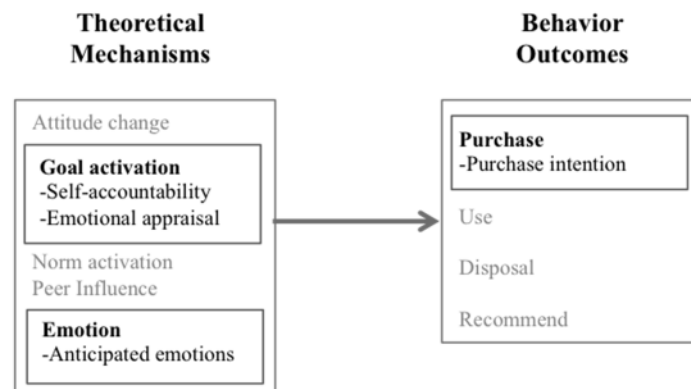 Theoretical
Mechanisms
Attitude change
Goal activation
-Self-accountability
-Emotional appraisal
Norm activation
Peer Influence
Emotion
-Anticipated emotions
Behavior
Outcomes
Purchase
-Purchase intention
Use
Disposal
Recommend